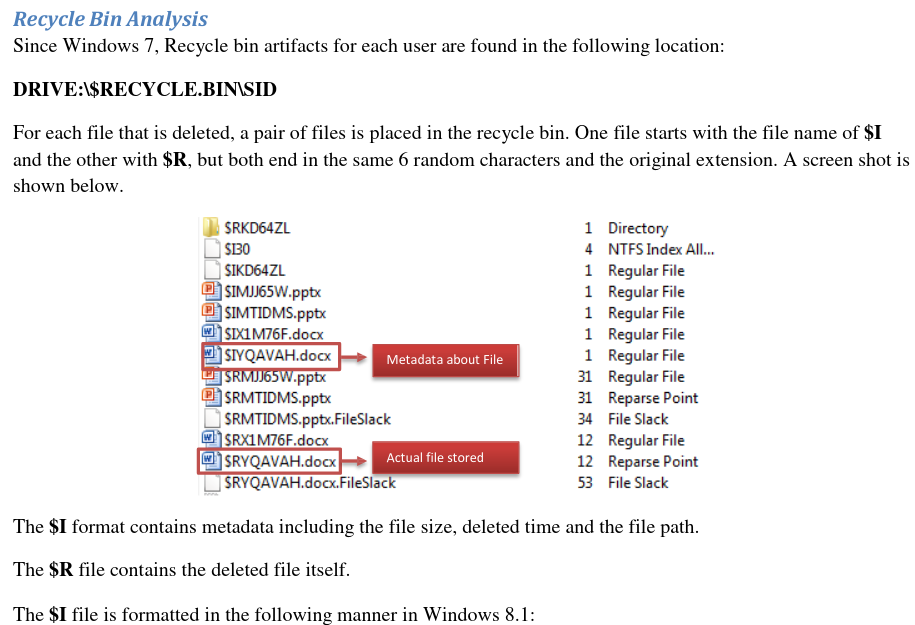 Recycle Bin Analysis
Since Windows 7, Recycle bin artifacts for each user are found in the following location:
DRIVE:\$RECYCLE.BIN\SID
For each file that is deleted, a pair of files is placed in the recycle bin. One file starts with the file name of $I
and the other with $R, but both end in the same 6 random characters and the original extension. A screen shot is
shown below.
$RKD64ZL 1 Directory
$I30 4 NTFS Index All...
$IKD64ZL 1 Regular File
$IMJJ65W.pptx 1 Regular File
$IMTIDMS.pptx 1 Regular File
$IX1M76F.docx 1 Regular File
$IYQAVAH.docx Metadata about File 1 Regular File
$RMJJ65W.pptx 31 Regular File
$RMTIDMS.pptx 31 Reparse Point
$RMTIDMS.pptx.FileSlack 34 File Slack
$RX1M76F.docx 12 Regular File
$RYQAVAH.docx Actual file stored 12 Reparse Point
$RYQAVAH.docx.FileSlack 53 File Slack
The $I format contains metadata including the file size, deleted time and the file path.
The $R file contains the deleted file itself.
The $I file is formatted in the following manner in Windows 8.1: